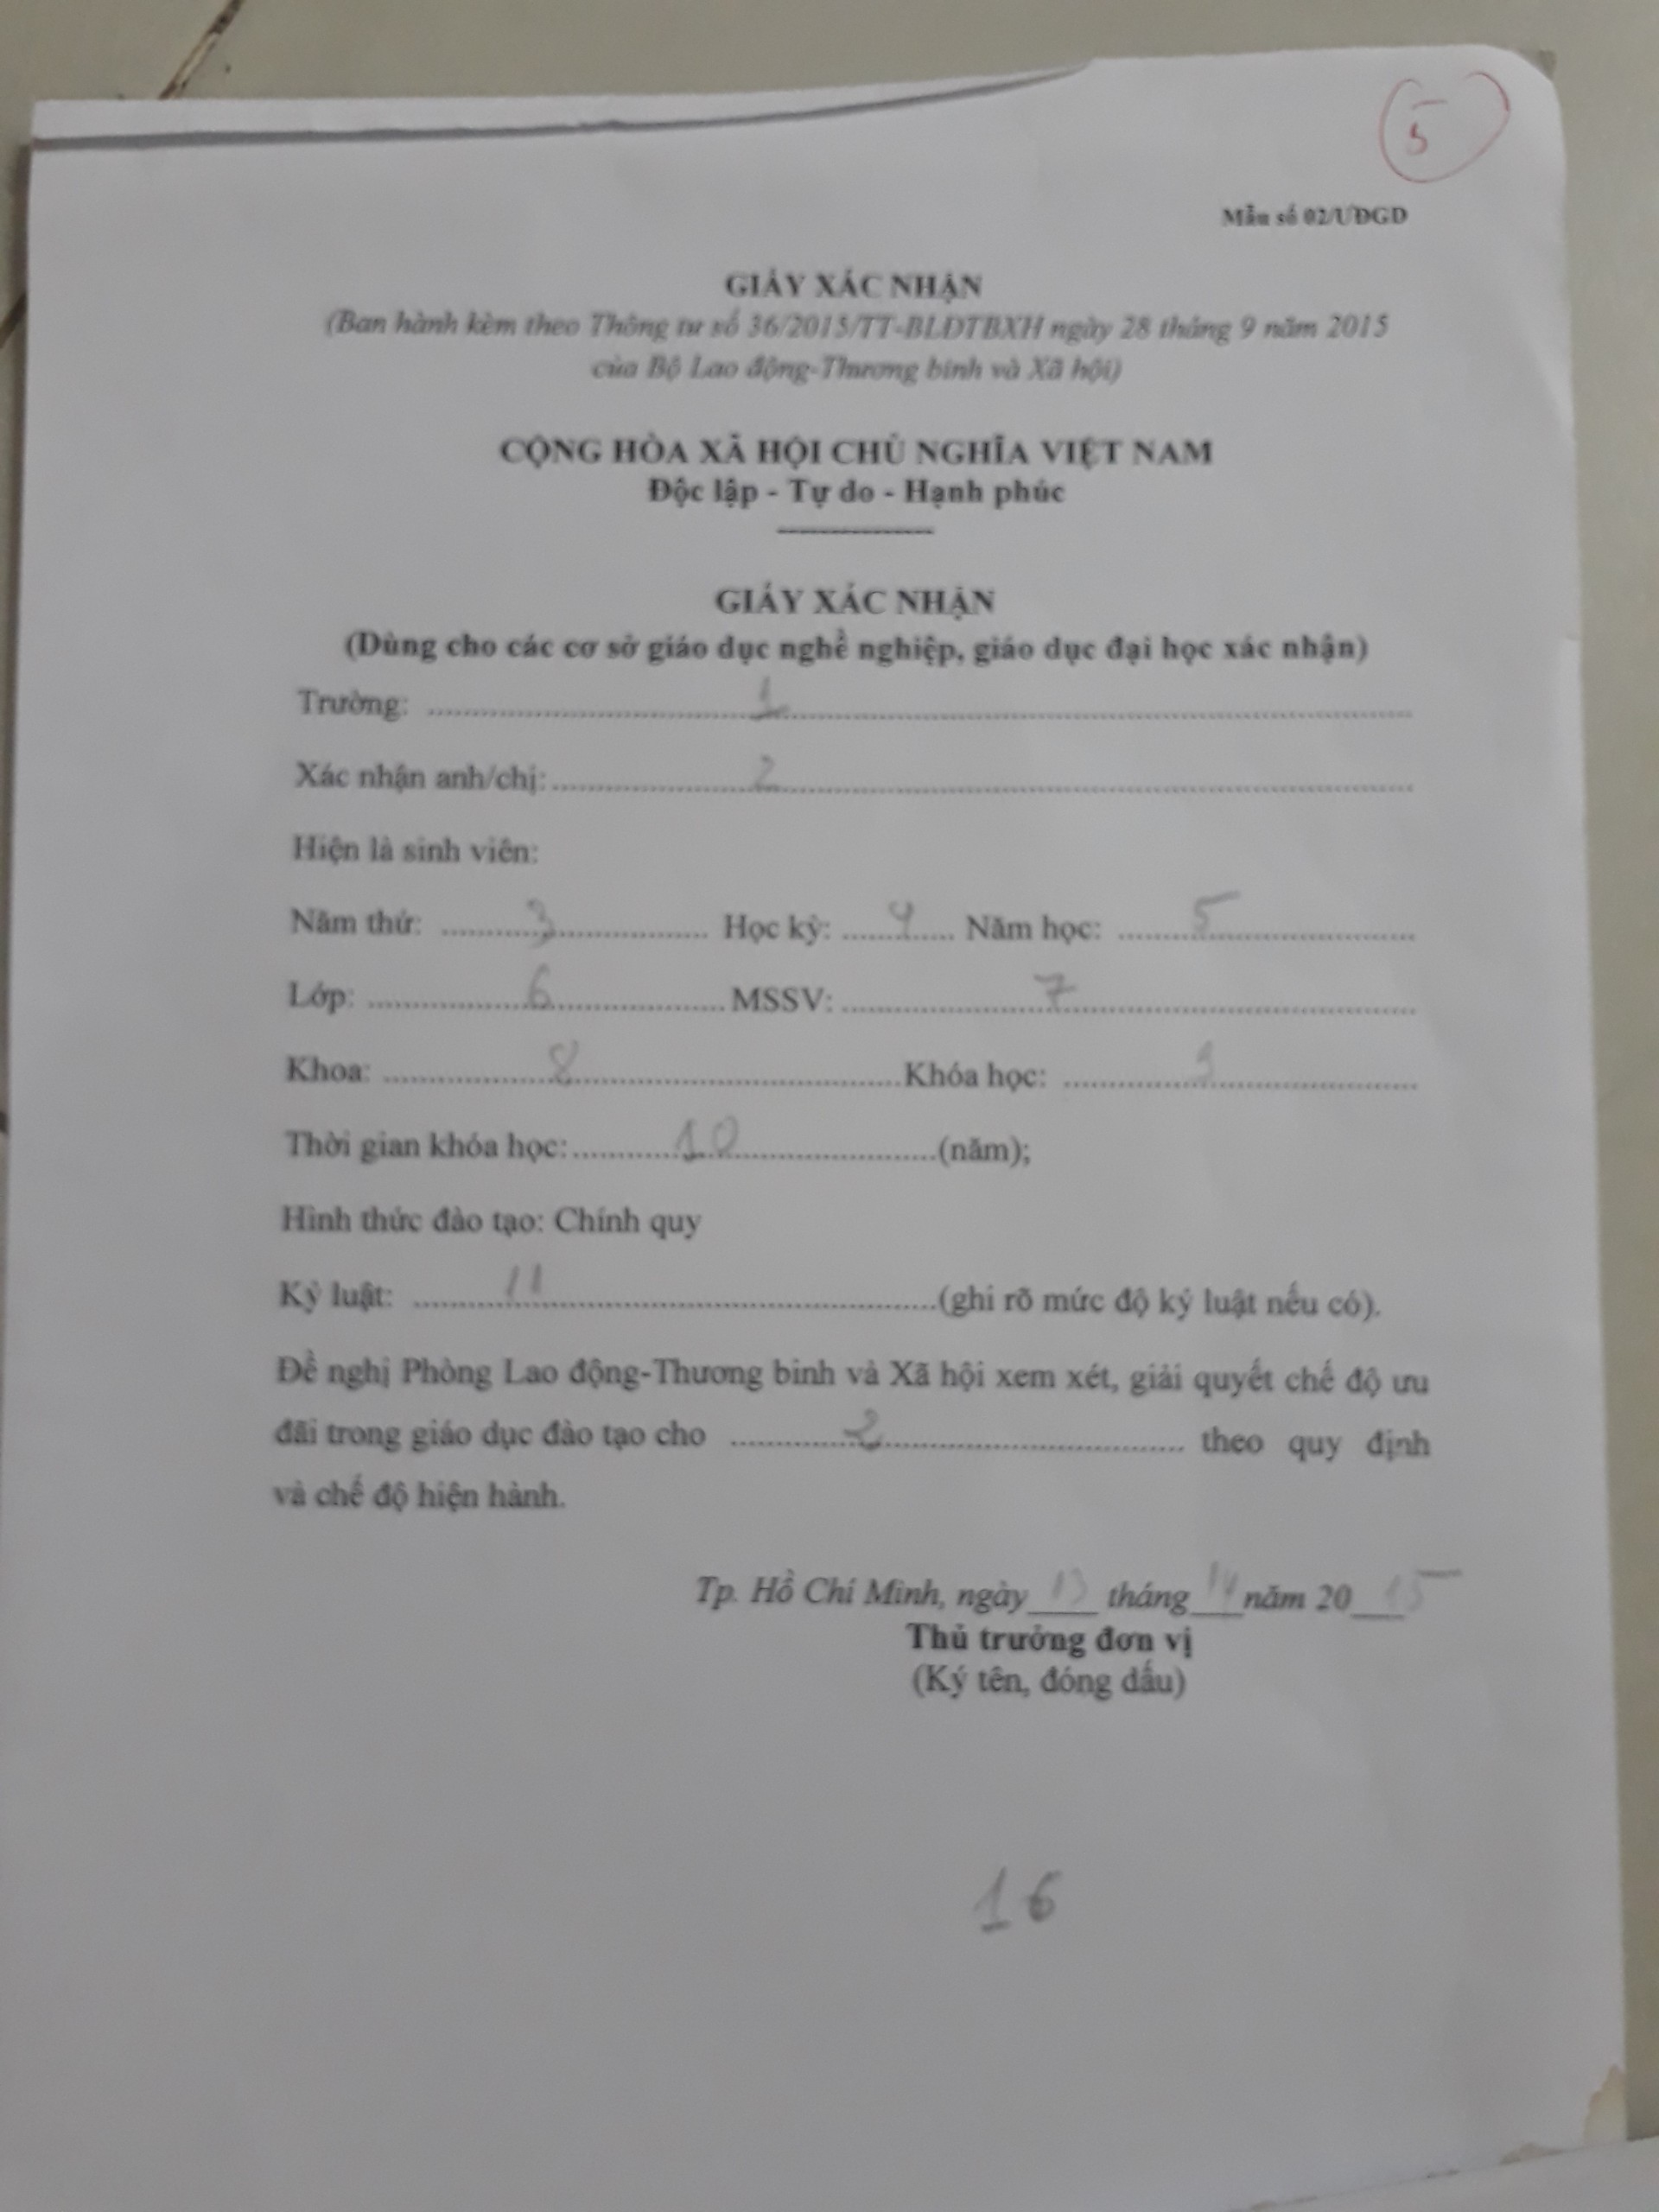 5
Mẫu số 02/ƯĐGD
GIẤY XÁC NHẬN
(Ban hành kèm theo Thông tư số 36/2015/TT-BLĐTBXH ngày 28 tháng 9 năm 2015
của Bộ Lao động-Thương binh và Xã hội)
CỘNG HÒA XÃ HỘI CHỦ NGHĨA VIỆT NAM
Độc lập - Tự do - Hạnh phúc
GIẤY XÁC NHẬN
(Dùng cho các cơ sở giáo dục nghề nghiệp, giáo dục đại học xác nhận)
Trường: 1
Xác nhận anh/chị: 2
Hiện là sinh viên:
Năm thứ: 3 Học kỳ: 4 Năm học: 5
Lớp: 6 MSSV: 7
Khoa: 8 Khóa học: 9
Thời gian khóa học: 10 (năm);
Hình thức đào tạo: Chính quy
Kỷ luật: 11 (ghi rõ mức độ kỷ luật nếu có).
Đề nghị Phòng Lao động-Thương binh và Xã hội xem xét, giải quyết chế độ ưu
đãi trong giáo dục đào tạo cho 2 theo quy định
và chế độ hiện hành.
Tp. Hồ Chí Minh, ngày 13 tháng 14 năm 20 15
Thủ trưởng đơn vị
(Ký tên, đóng dấu)
16